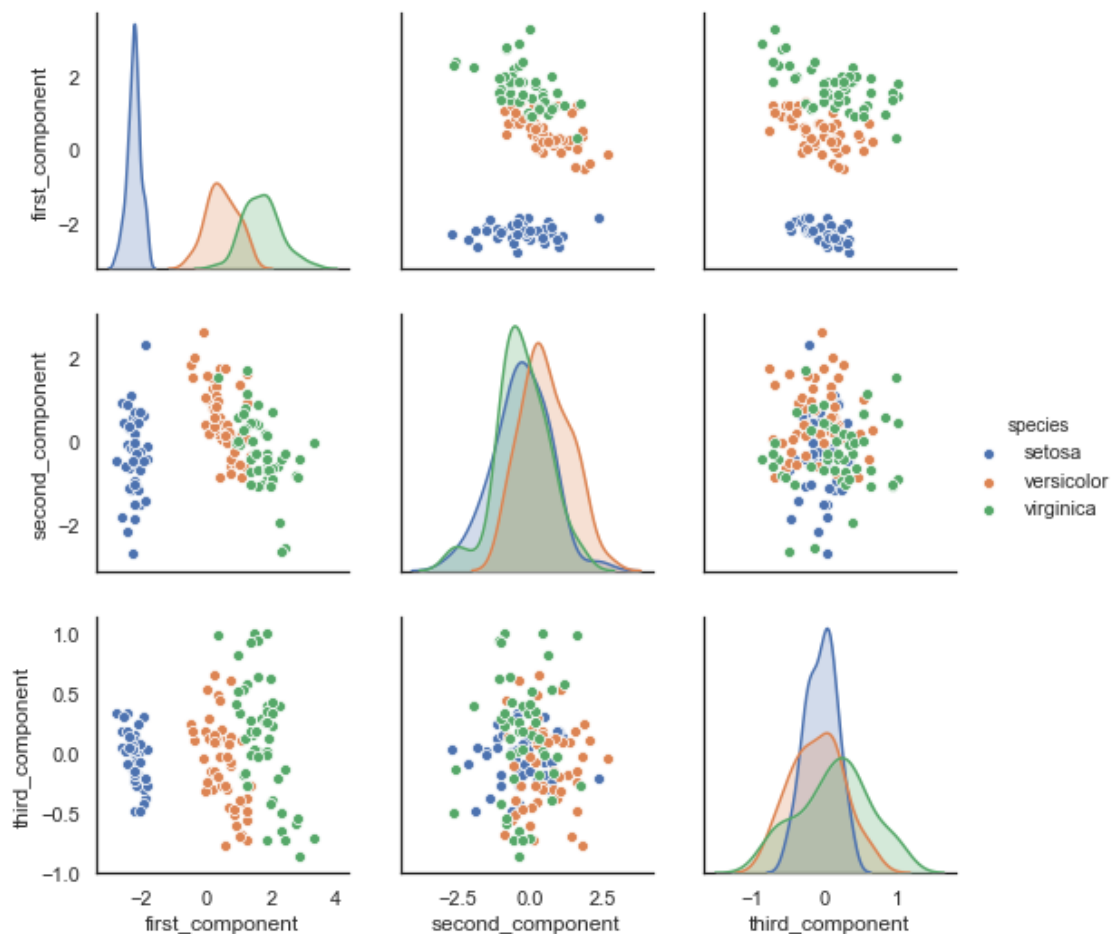 first_component
2
0
−2
second_component
2
0
−2
species
setosa
versicolor
virginica
third_component
1.0
0.5
0.0
−0.5
−1.0
−2 0 2 4
first_component
−2.5 0.0 2.5
second_component
−1 0 1
third_component